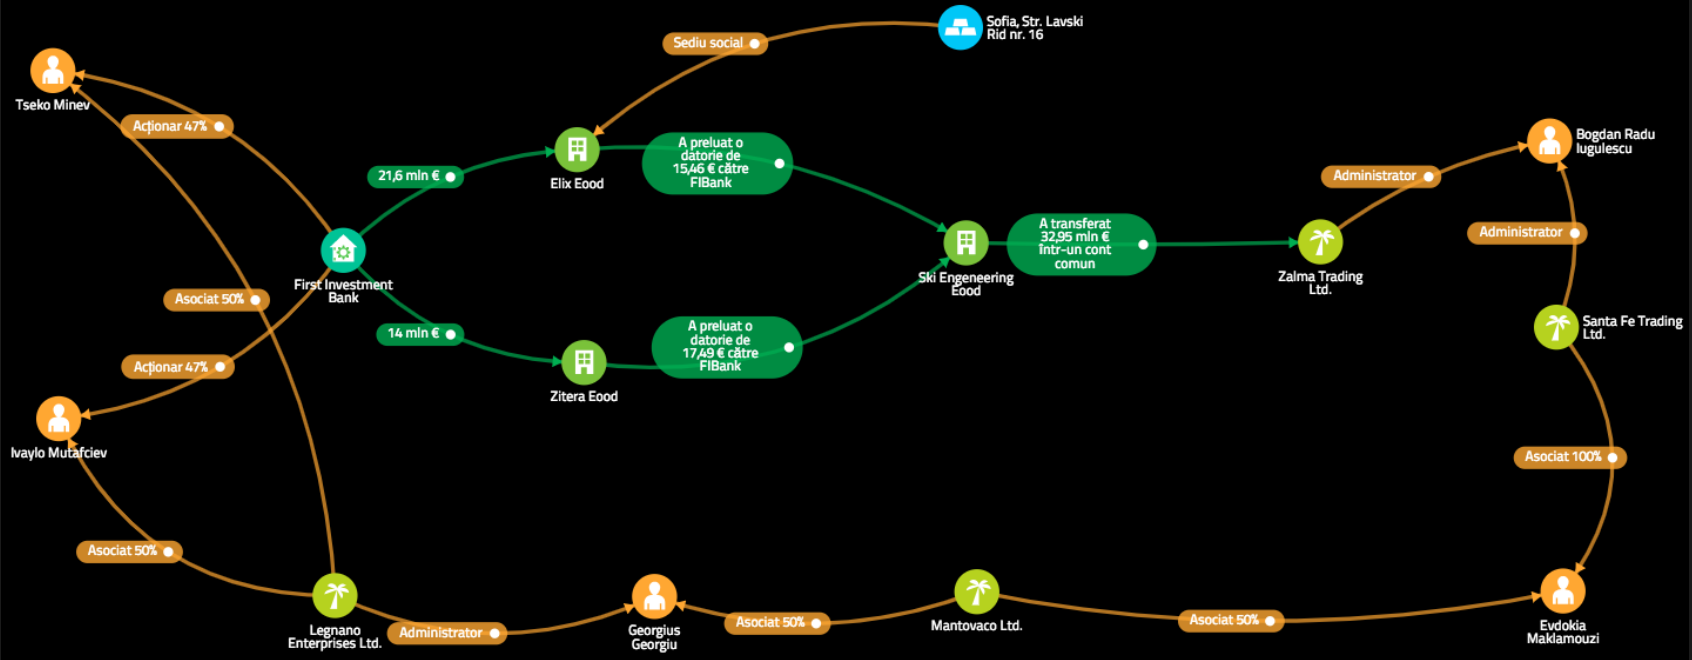 Sofia, Str. Lavski
Rid nr. 16
Sediu social
Tseko Minev
Acționar 47%
A preluat o
datorie de
15,46 € către
FIBank
Bogdan Radu
Iugulescu
21,6 mln €
Elix Eood
Administrator
A transferat
32,95 mln €
într-un cont
comun
Administrator
First Investment
Bank
Ski Engeneering
Eood
Zalma Trading
Ltd.
Asociat 50%
14 mln €
A preluat o
datorie de
17,49 € către
FIBank
Santa Fe Trading
Ltd.
Acționar 47%
Zitera Eood
Ivaylo Mutafciev
Asociat 100%
Asociat 50%
Legnano
Enterprises Ltd.
Administrator
Georgius
Georgiu
Asociat 50%
Mantovaco Ltd.
Asociat 50%
Evdokia
Maklamouzi